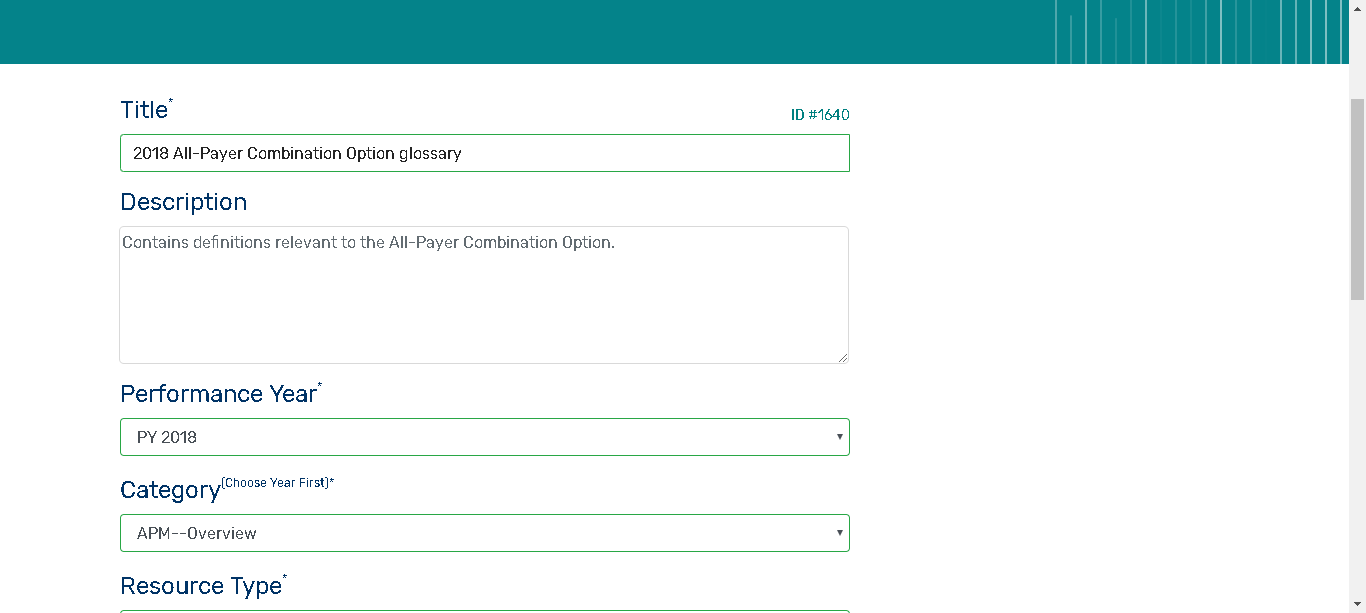 Title*
ID #1640
2018 All-Payer Combination Option glossary
Description
Contains definitions relevant to the All-Payer Combination Option.
Performance Year*
PY 2018
Category(Choose Year First)*
APM--Overview
Resource Type*